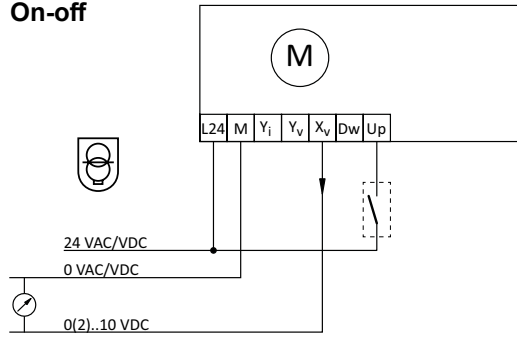 On-off
M
L24 M Yi Yv Xv Dw Up
24 VAC/VDC
0 VAC/VDC
0(2)..10 VDC